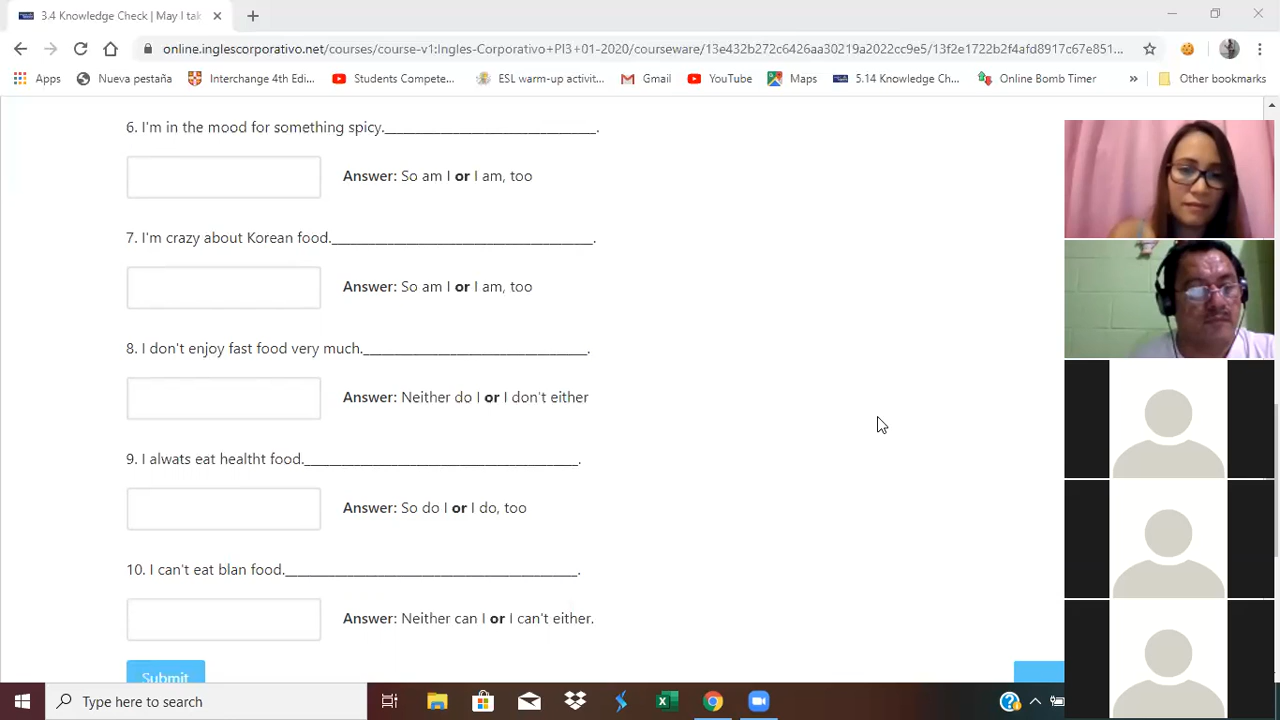 3.4 Knowledge Check | May I tak
online.inglescorporativo.net/courses/course-v1:Ingles-Corporativo+PI3+01-2020/courseware/13e432b272c6426aa30219a2022cc9e5/13f2e1722b2f4afd8917c67e851...
Apps Nueva pestaña Interchange 4th Edi... Students Compete... ESL warm-up activit... Gmail YouTube Maps 5.14 Knowledge Ch... Online Bomb Timer » Other bookmarks
6. I'm in the mood for something spicy.____________________________.
Answer: So am I or I am, too
7. I'm crazy about Korean food.___________________________________.
Answer: So am I or I am, too
8. I don't enjoy fast food very much.______________________________.
Answer: Neither do I or I don't either
9. I alwats eat healtht food.____________________________________.
Answer: So do I or I do, too
10. I can't eat blan food.______________________________________.
Answer: Neither can I or I can't either.
Submit
Type here to search